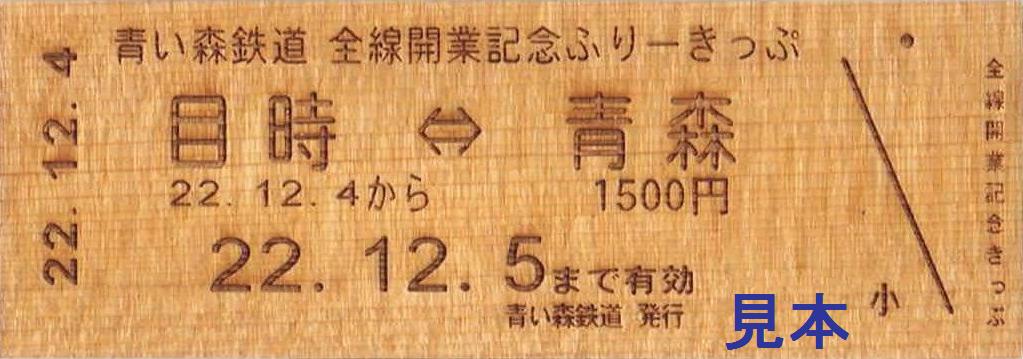 22. 12. 4
青い森鉄道 全線開業記念ふりーきっぷ
目時 ⇔ 青森
22. 12. 4から 1500円
22. 12. 5まで有効
青い森鉄道 発行
見本
小
全線開業記念きっぷ